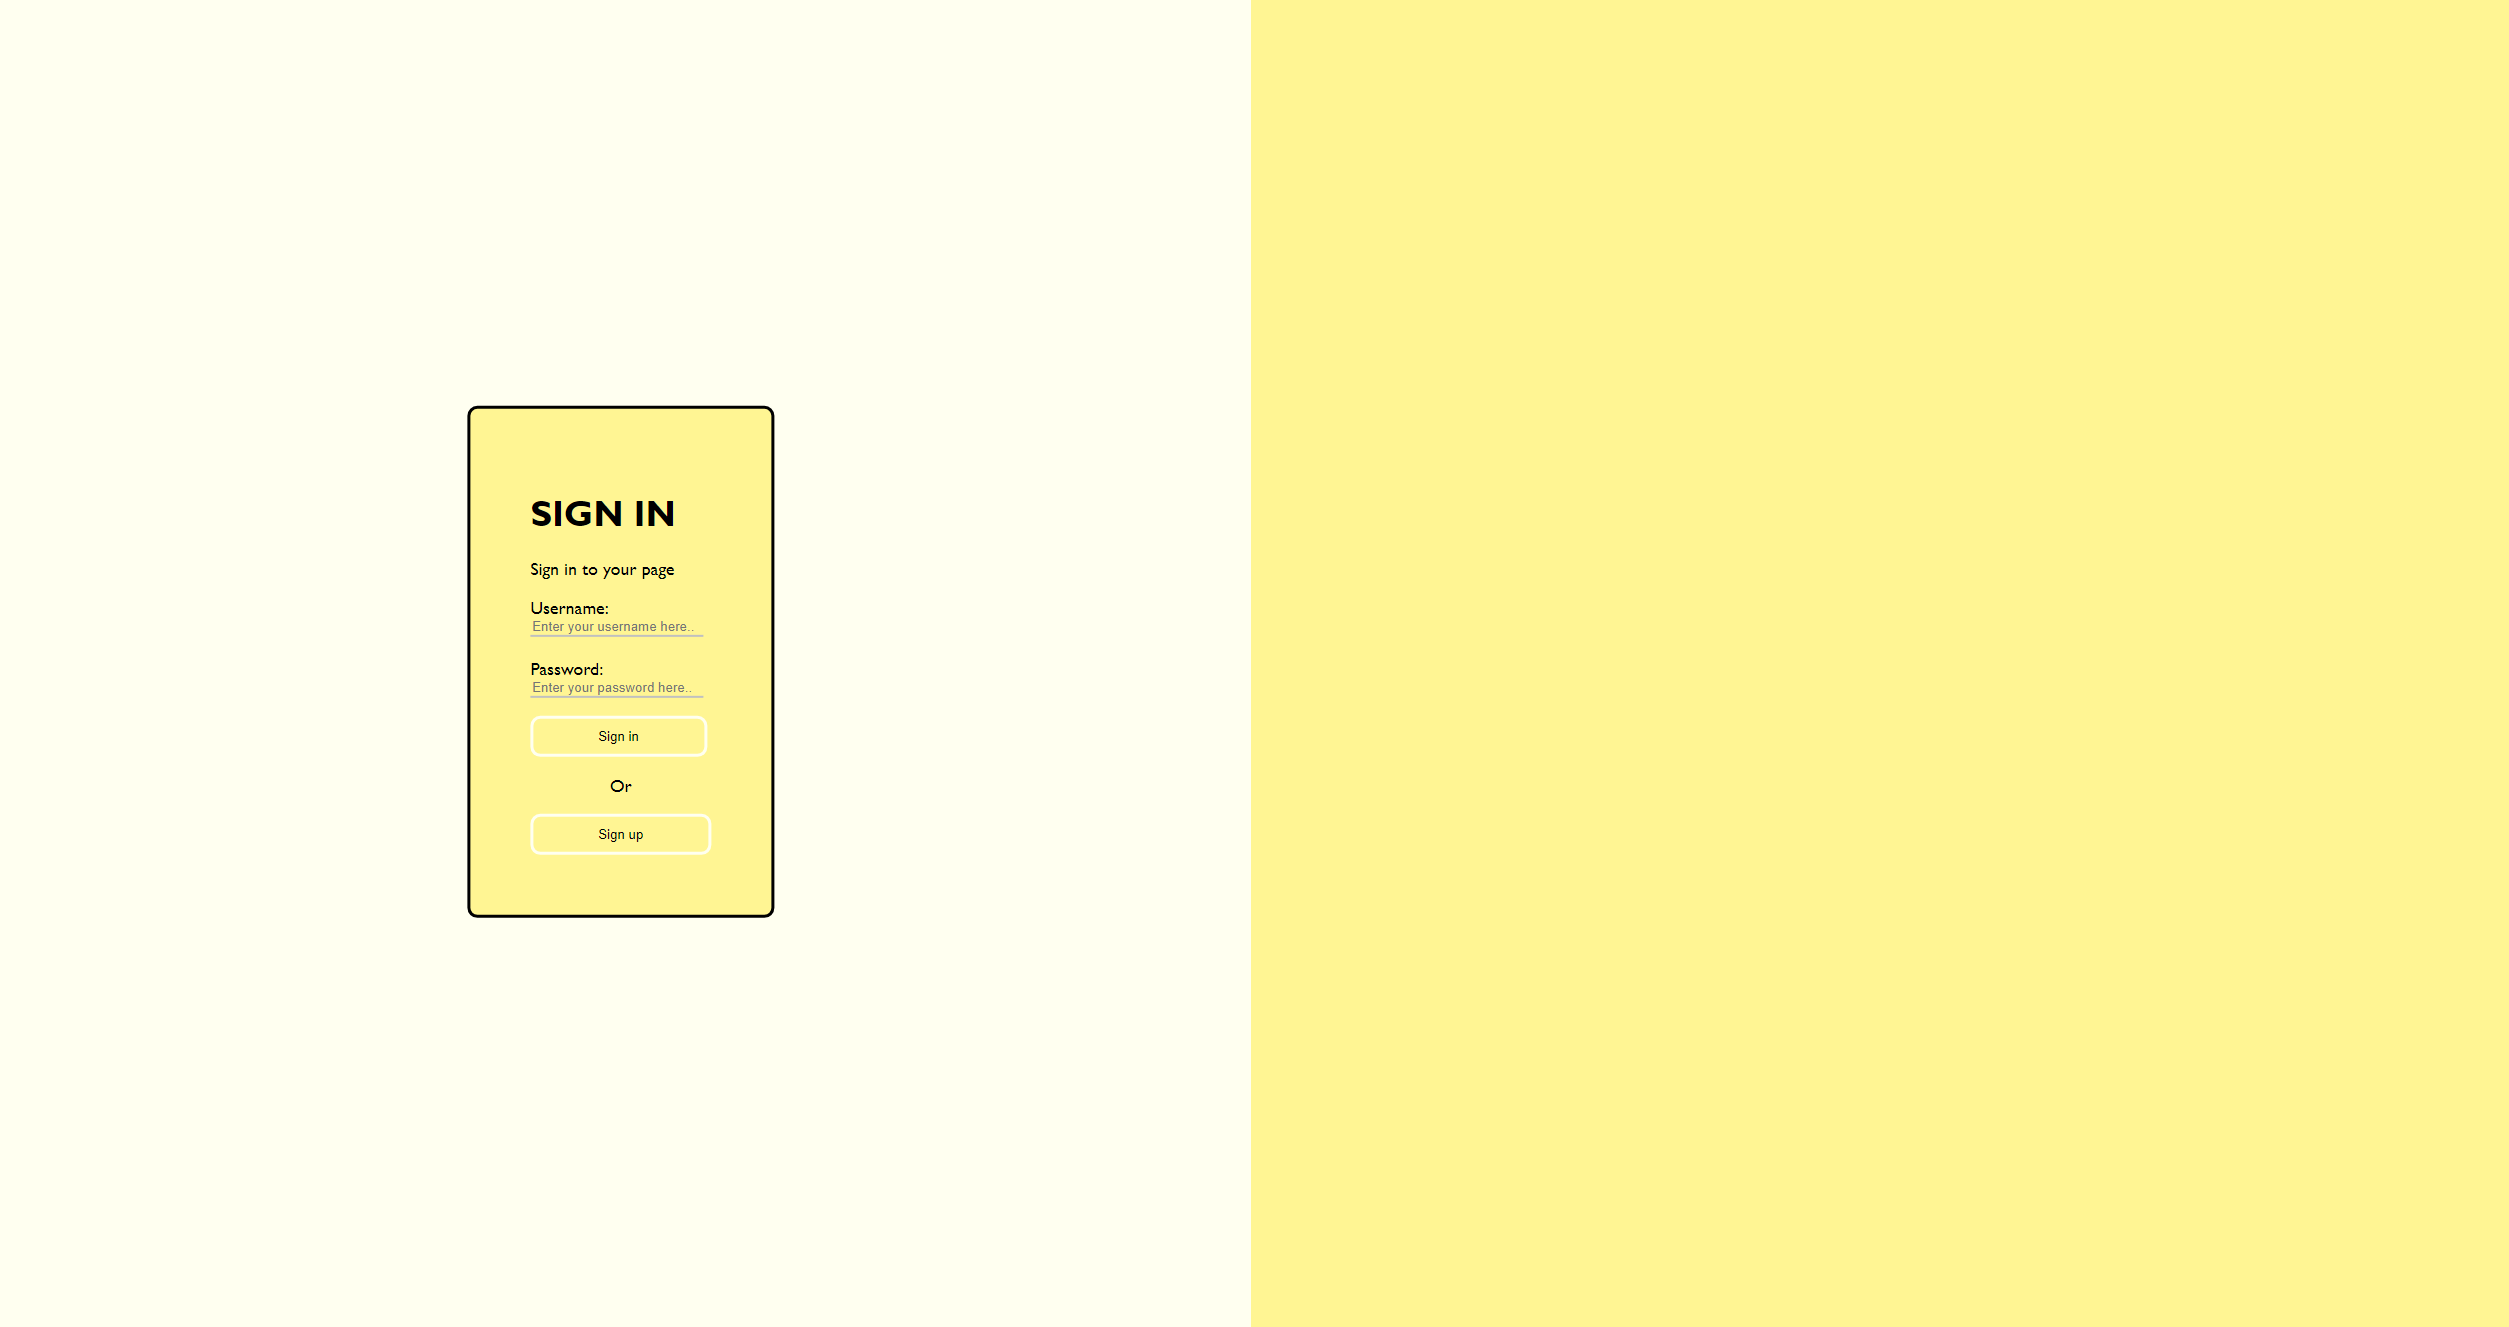 SIGN IN
Sign in to your page
Username:
Enter your username here..
Password:
Enter your password here..
Sign in
Or
Sign up